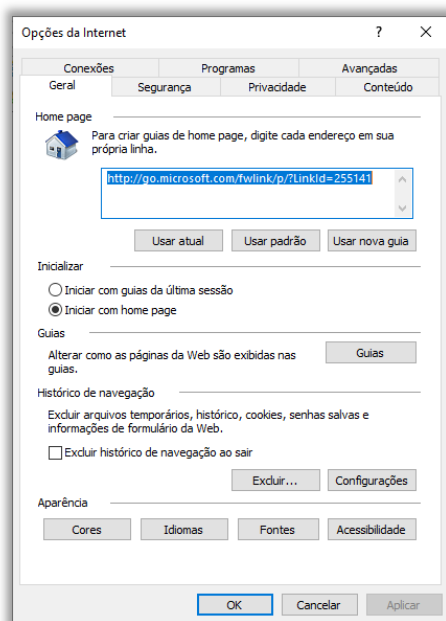 Opções da Internet ? X
Conexões Programas Avançadas
Geral Segurança Privacidade Conteúdo
Home page
Para criar guias de home page, digite cada endereço em sua
própria linha.
http://go.microsoft.com/fwlink/p/?LinkId=255141
Usar atual Usar padrão Usar nova guia
Inicializar
Iniciar com guias da última sessão
Iniciar com home page
Guias
Alterar como as páginas da Web são exibidas nas
guias.
Guias
Histórico de navegação
Excluir arquivos temporários, histórico, cookies, senhas salvas e
informações de formulário da Web.
Excluir histórico de navegação ao sair
Excluir... Configurações
Aparência
Cores Idiomas Fontes Acessibilidade
OK Cancelar Aplicar